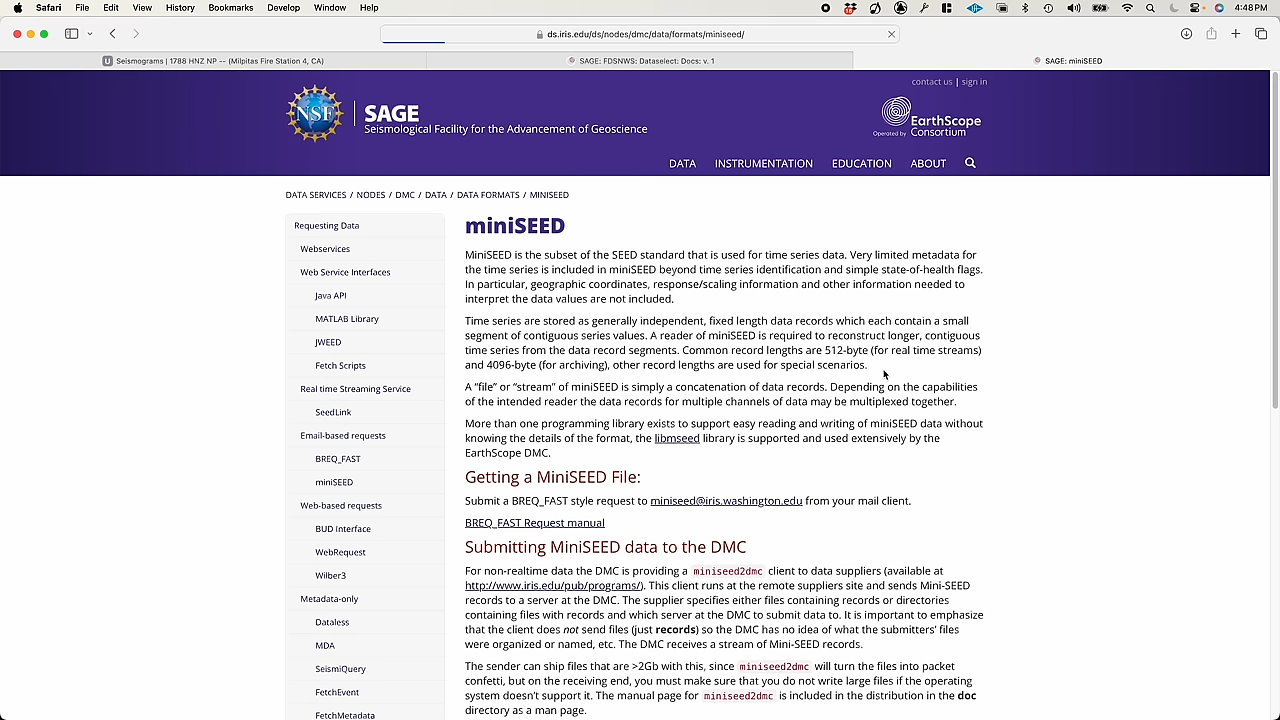 Safari File Edit View History Bookmarks Develop Window Help 4:48 PM
ds.iris.edu/ds/nodes/dmc/data/formats/miniseed/
Seismograms | 1788 HNZ NP -- (Milpitas Fire Station 4, CA)
SAGE: FDSNWS: Dataselect: Docs: v. 1
SAGE: miniSEED
contact us | sign in
NSF
SAGE
Seismological Facility for the Advancement of Geoscience
Operated by EarthScope Consortium
DATA INSTRUMENTATION EDUCATION ABOUT
DATA SERVICES / NODES / DMC / DATA / DATA FORMATS / MINISEED
Requesting Data
Webservices
Web Service Interfaces
Java API
MATLAB Library
JWEED
Fetch Scripts
Real time Streaming Service
SeedLink
Email-based requests
BREQ_FAST
miniSEED
Web-based requests
BUD Interface
WebRequest
Wilber3
Metadata-only
Dataless
MDA
SeismiQuery
FetchEvent
FetchMetadata
miniSEED
MiniSEED is the subset of the SEED standard that is used for time series data. Very limited metadata for
the time series is included in miniSEED beyond time series identification and simple state-of-health flags.
In particular, geographic coordinates, response/scaling information and other information needed to
interpret the data values are not included.
Time series are stored as generally independent, fixed length data records which each contain a small
segment of contiguous series values. A reader of miniSEED is required to reconstruct longer, contiguous
time series from the data record segments. Common record lengths are 512-byte (for real time streams)
and 4096-byte (for archiving), other record lengths are used for special scenarios.
A “file” or “stream” of miniSEED is simply a concatenation of data records. Depending on the capabilities
of the intended reader the data records for multiple channels of data may be multiplexed together.
More than one programming library exists to support easy reading and writing of miniSEED data without
knowing the details of the format, the libmseed library is supported and used extensively by the
EarthScope DMC.
Getting a MiniSEED File:
Submit a BREQ_FAST style request to miniseed@iris.washington.edu from your mail client.
BREQ_FAST Request manual
Submitting MiniSEED data to the DMC
For non-realtime data the DMC is providing a miniseed2dmc client to data suppliers (available at
http://www.iris.edu/pub/programs/). This client runs at the remote suppliers site and sends Mini-SEED
records to a server at the DMC. The supplier specifies either files containing records or directories
containing files with records and which server at the DMC to submit data to. It is important to emphasize
that the client does not send files (just records) so the DMC has no idea of what the submitters’ files
were organized or named, etc. The DMC receives a stream of Mini-SEED records.
The sender can ship files that are >2Gb with this, since miniseed2dmc will turn the files into packet
confetti, but on the receiving end, you must make sure that you do not write large files if the operating
system doesn’t support it. The manual page for miniseed2dmc is included in the distribution in the doc
directory as a man page.